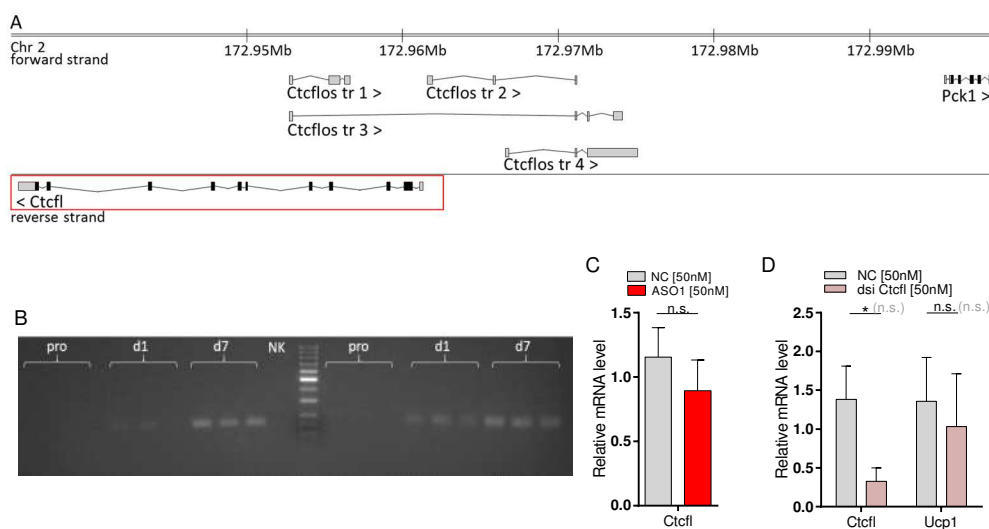 A
Chr 2
forward strand
172.95Mb 172.96Mb 172.97Mb 172.98Mb 172.99Mb
Ctcflos tr 1 > Ctcflos tr 2 > Pck1 >
Ctcflos tr 3 >
Ctcflos tr 4 >
< Ctcfl
reverse strand
B
pro d1 d7 NK pro d1 d7
C
NC [50nM]
ASO1 [50nM]
n.s.
Relative mRNA level
1.5
1.0
0.5
0.0
Ctcfl
D
NC [50nM]
dsi Ctcfl [50nM]
* (n.s.) n.s. (n.s.)
Relative mRNA level
2.5
2.0
1.5
1.0
0.5
0.0
Ctcfl Ucp1